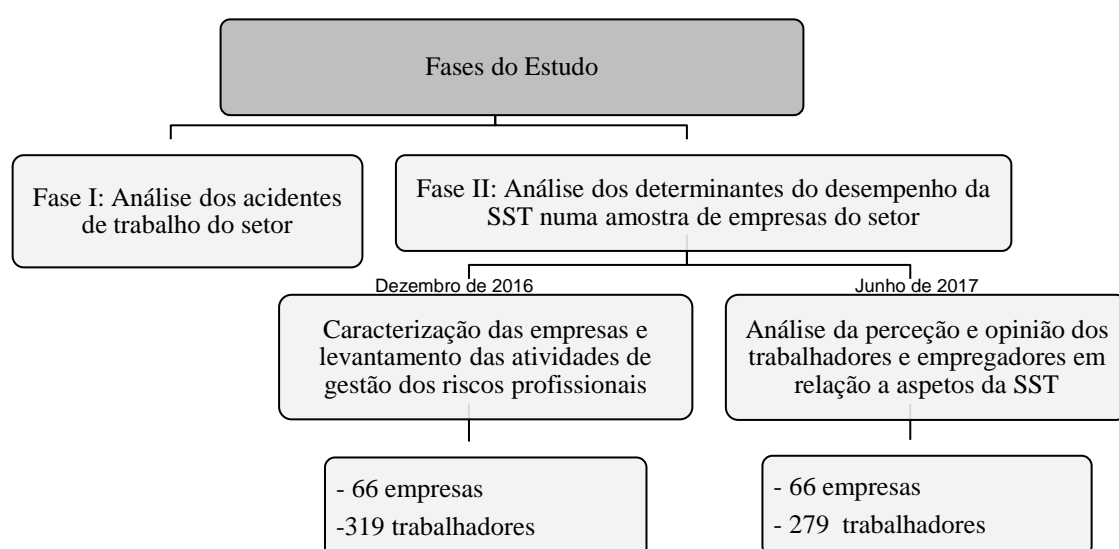 Fases do Estudo
Fase I: Análise dos acidentes
de trabalho do setor
Fase II: Análise dos determinantes do desempenho da
SST numa amostra de empresas do setor
Dezembro de 2016
Caracterização das empresas e
levantamento das atividades de
gestão dos riscos profissionais
- 66 empresas
-319 trabalhadores
Junho de 2017
Análise da perceção e opinião dos
trabalhadores e empregadores em
relação a aspetos da SST
- 66 empresas
- 279 trabalhadores